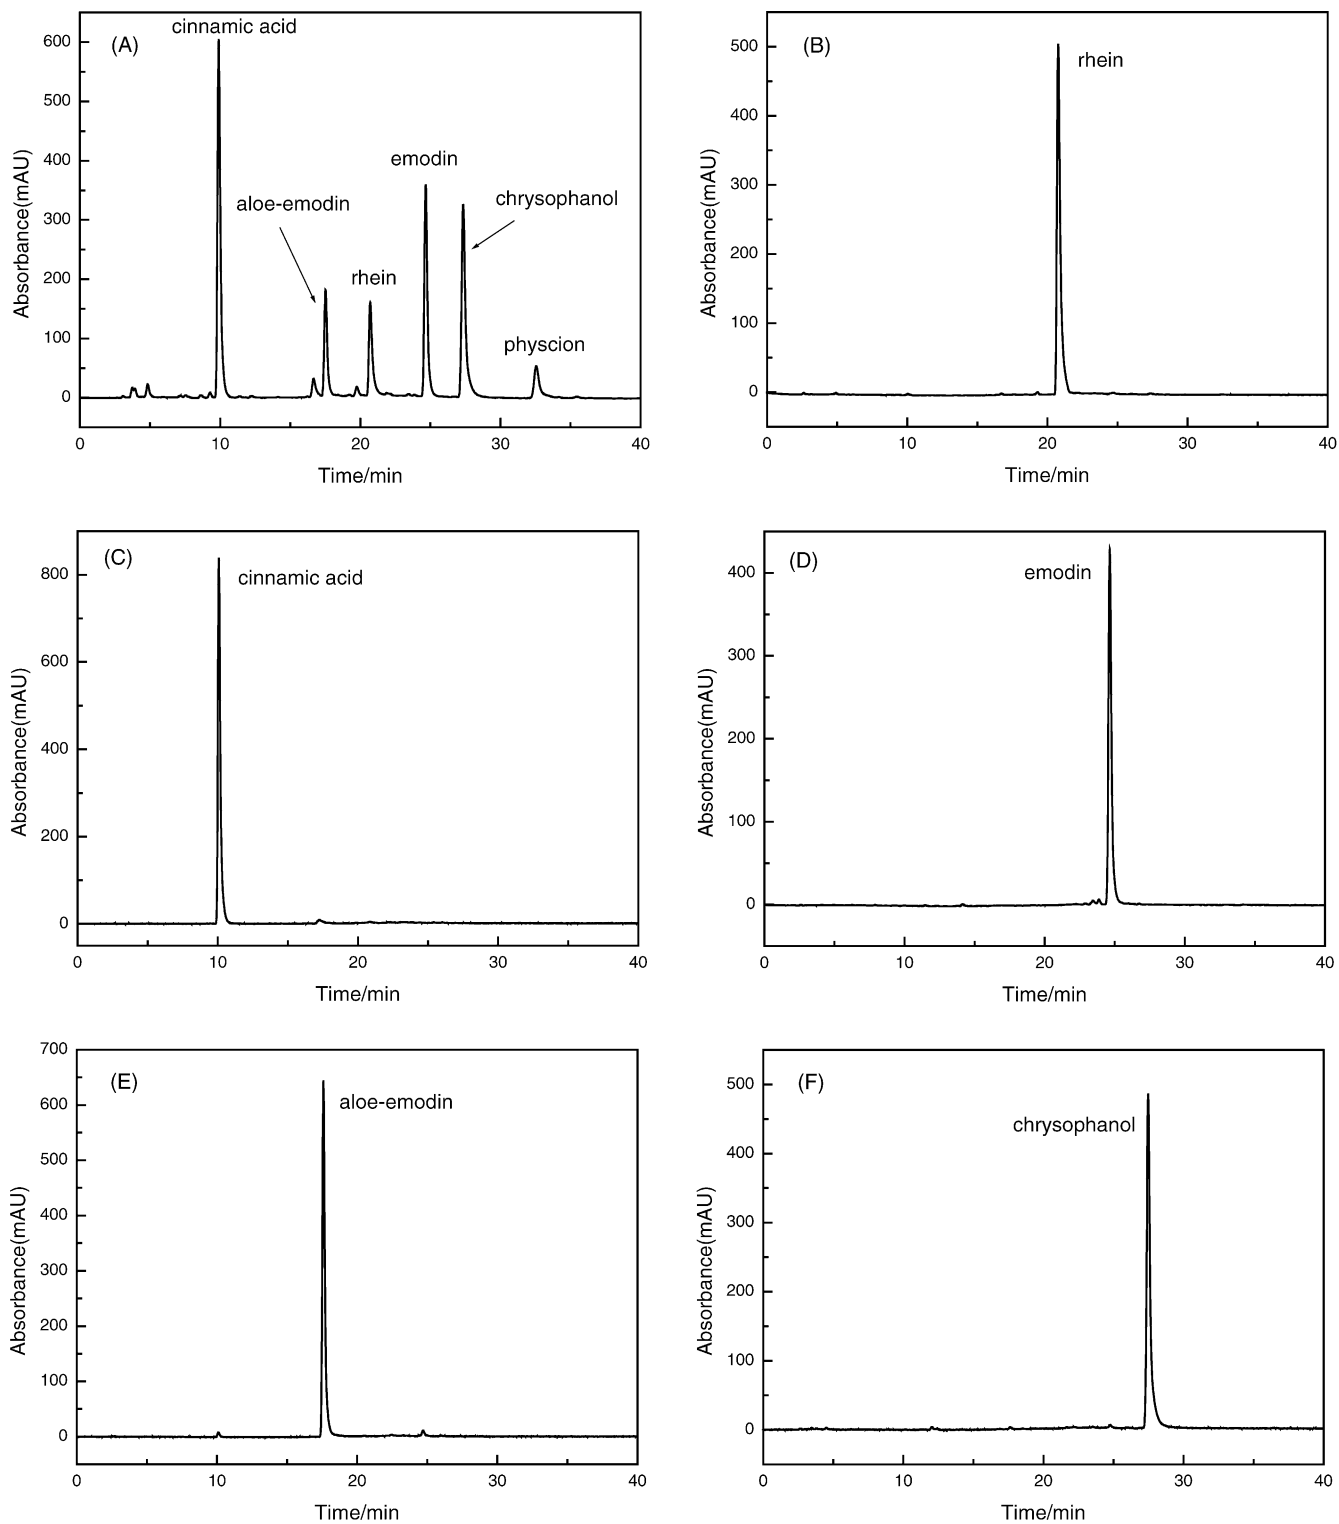 (A)
cinnamic acid
aloe-emodin
rhein
emodin
chrysophanol
physcion
600
500
400
300
200
100
0
Absorbance(mAU)
0 10 20 30 40
Time/min
(B)
rhein
500
400
300
200
100
0
Absorbance(mAU)
0 10 20 30 40
Time/min
(C)
cinnamic acid
800
600
400
200
0
Absorbance(mAU)
0 10 20 30 40
Time/min
(D)
emodin
400
300
200
100
0
Absorbance(mAU)
0 10 20 30 40
Time/min
(E)
aloe-emodin
700
600
500
400
300
200
100
0
Absorbance(mAU)
0 10 20 30 40
Time/min
(F)
chrysophanol
500
400
300
200
100
0
Absorbance(mAU)
0 10 20 30 40
Time/min